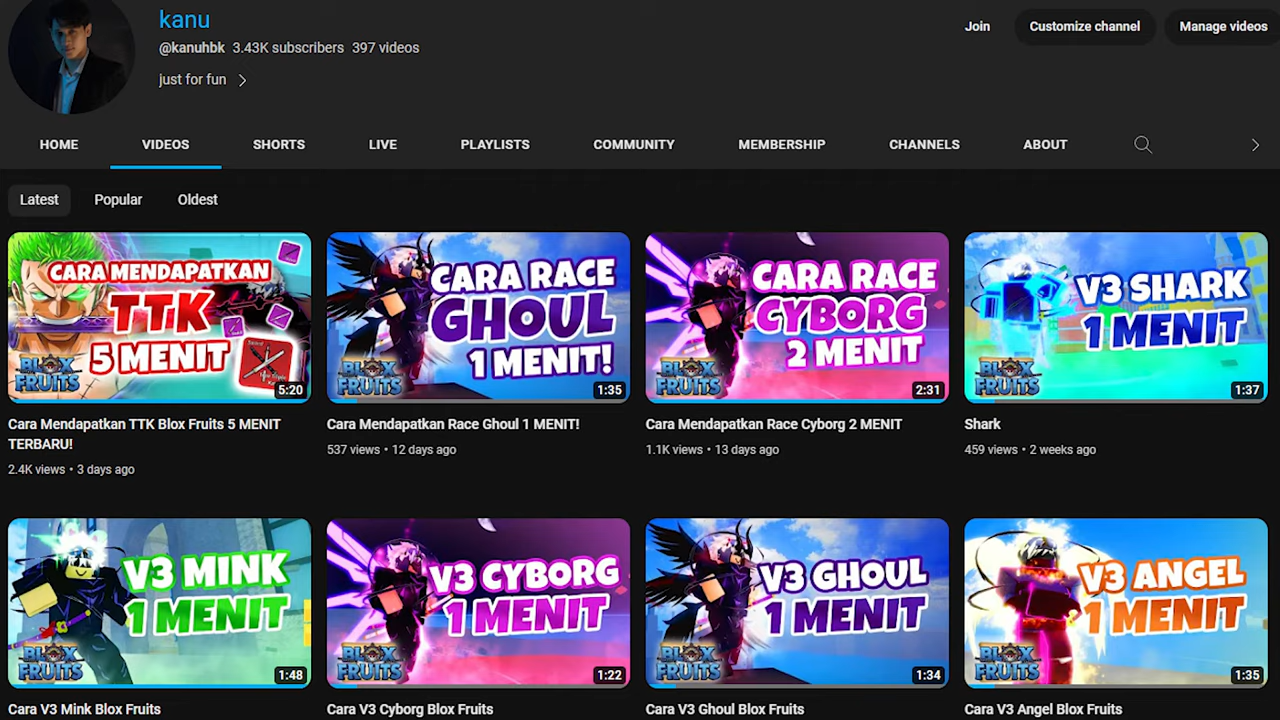 kanu
@kanuhbk 3.43K subscribers 397 videos
just for fun
Join
Customize channel
Manage videos
HOME
VIDEOS
SHORTS
LIVE
PLAYLISTS
COMMUNITY
MEMBERSHIP
CHANNELS
ABOUT
Latest
Popular
Oldest
CARA MENDAPATKAN
TTK
5 MENIT
BLOX
FRUITS
5:20
CARA RACE
GHOUL
1 MENIT!
BLOX
FRUITS
1:35
CARA RACE
CYBORG
2 MENIT
BLOX
FRUITS
2:31
V3 SHARK
1 MENIT
BLOX
FRUITS
1:37
Cara Mendapatkan TTK Blox Fruits 5 MENIT
TERBARU!
2.4K views • 3 days ago
Cara Mendapatkan Race Ghoul 1 MENIT!
537 views • 12 days ago
Cara Mendapatkan Race Cyborg 2 MENIT
1.1K views • 13 days ago
Shark
459 views • 2 weeks ago
V3 MINK
1 MENIT
BLOX
FRUITS
1:48
V3 CYBORG
1 MENIT
BLOX
FRUITS
1:22
V3 GHOUL
1 MENIT
BLOX
FRUITS
1:34
V3 ANGEL
1 MENIT
BLOX
FRUITS
1:35
Cara V3 Mink Blox Fruits
Cara V3 Cyborg Blox Fruits
Cara V3 Ghoul Blox Fruits
Cara V3 Angel Blox Fruits